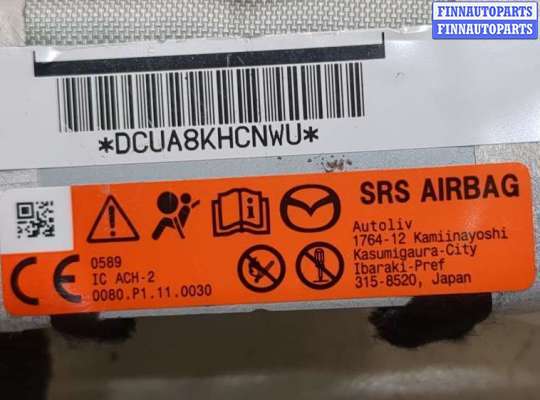 FINNAUTOPARTS
FINNAUTOPARTS
*DCUA8KHCNWU*
SRS AIRBAG
Autoliv
1764-12 Kamiinayoshi
Kasumigaura-City
Ibaraki-Pref
315-8520, Japan
CE
0589
IC ACH-2
0080.P1.11.0030